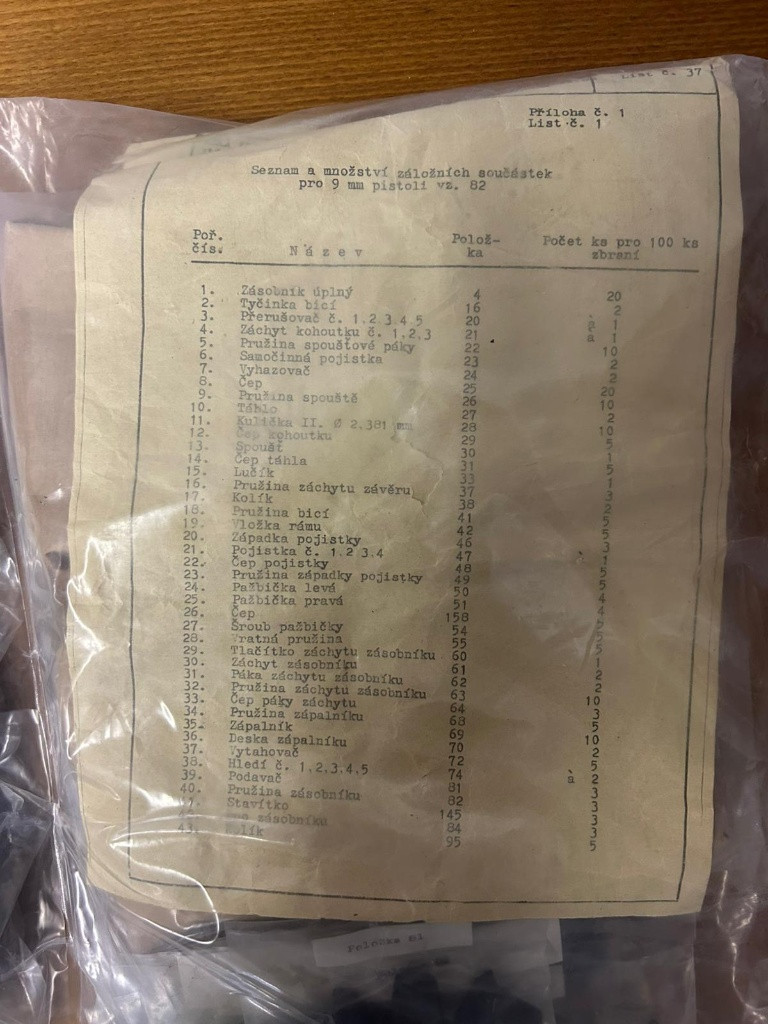 List č. 37
Příloha č. 1
List č. 1
Seznam a množství záložních součástek
pro 9 mm pistoli vz. 82
Poř. čís. Název Polož-ka Počet ks pro 100 ks zbraní
1. Zásobník úplný 4 20
2. Tyčinka bicí 16 2
3. Přerušovač č. 1,2,3,4,5 20 à 1
4. Záchyt kohoutku č. 1,2,3 21 à 1
5. Pružina spoušťové páky 22 10
6. Samočinná pojistka 23 2
7. Vyhazovač 24 2
8. Čep 25 20
9. Pružina spouště 26 10
10. Táhlo 27 2
11. Kulička II. Ø 2,381 mm 28 10
12. Čep kohoutku 29 5
13. Spoušť 30 1
14. Čep táhla 31 5
15. Lučík 33 1
16. Pružina záchytu závěru 37 3
17. Kolík 38 2
18. Pružina bicí 41 5
19. Vložka rámu 42 5
20. Západka pojistky 46 3
21. Pojistka č. 1,2,3,4 47 1
22. Čep pojistky 48 5
23. Pružina západky pojistky 49 5
24. Pažbička levá 50 4
25. Pažbička pravá 51 4
26. Čep 158 5
27. Šroub pažbičky 54 5
28. Vratná pružina 55 5
29. Tlačítko záchytu zásobníku 60 1
30. Záchyt zásobníku 61 2
31. Páka záchytu zásobníku 62 2
32. Pružina záchytu zásobníku 63 10
33. Čep páky záchytu 64 3
34. Pružina zápalníku 68 5
35. Zápalník 69 10
36. Deska zápalníku 70 2
37. Vytahovač 72 5
38. Hledí č. 1,2,3,4,5 74 à 2
39. Podavač 81 3
40. Pružina zásobníku 82 3
41. Stavítko 145 3
42. Dno zásobníku 84 3
43. Kolík 95 5
Položka 81